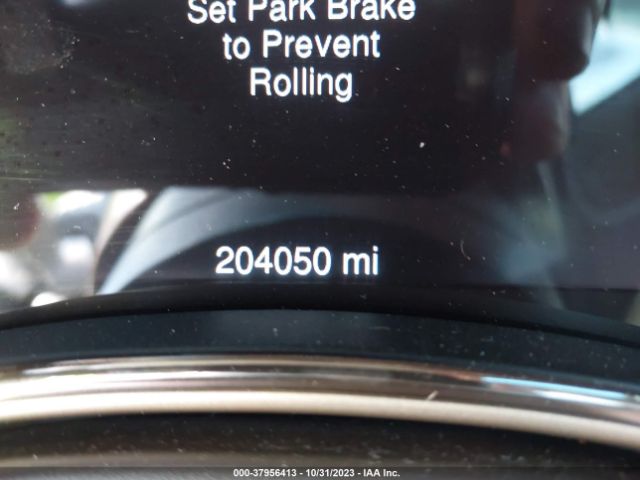 Set Park Brake
to Prevent
Rolling
204050 mi
000-37956413 - 10/31/2023 - IAA Inc.